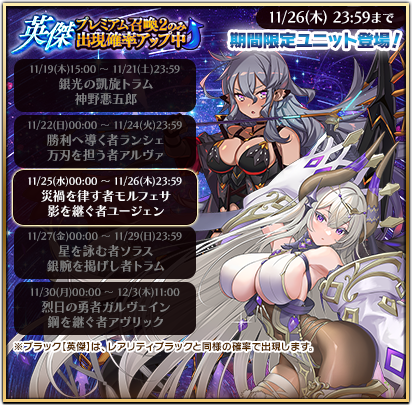 英傑
プレミアム召喚2のみ
出現確率アップ中
11/26(木) 23:59まで
期間限定ユニット登場!
11/19(木)15:00 ～ 11/21(土)23:59
銀光の凱旋トラム
神野悪五郎
11/22(日)00:00 ～ 11/24(火)23:59
勝利へ導く者ランシェ
万刃を担う者アルヴァ
11/25(水)00:00 ～ 11/26(木)23:59
災禍を律す者モルフェサ
影を継ぐ者ユージェン
11/27(金)00:00 ～ 11/29(日)23:59
星を詠む者ソラス
銀腕を掲げし者トラム
11/30(月)00:00 ～ 12/3(木)11:00
烈日の勇者ガルヴェイン
鋼を継ぐ者アヴリック
※ブラック【英傑】は、レアリティブラックと同様の確率で出現します。